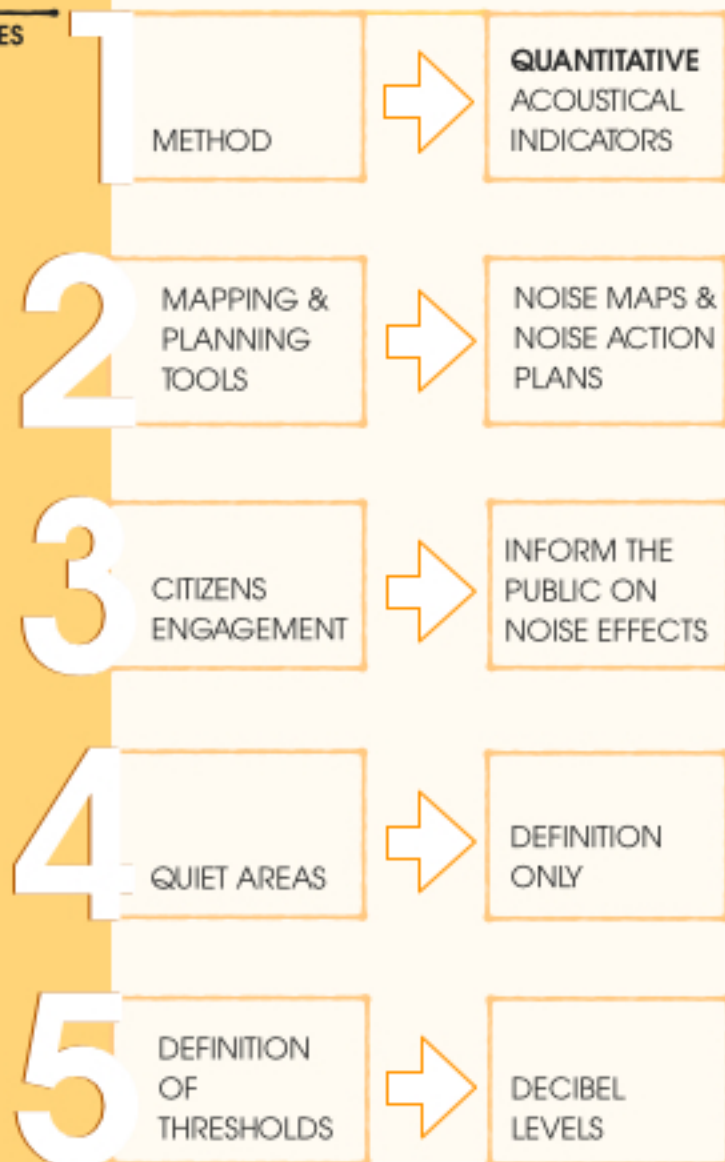 ES
1
METHOD
QUANTITATIVE
ACOUSTICAL
INDICATORS
2
MAPPING &
PLANNING
TOOLS
NOISE MAPS &
NOISE ACTION
PLANS
3
CITIZENS
ENGAGEMENT
INFORM THE
PUBLIC ON
NOISE EFFECTS
4
QUIET AREAS
DEFINITION
ONLY
5
DEFINITION
OF
THRESHOLDS
DECIBEL
LEVELS